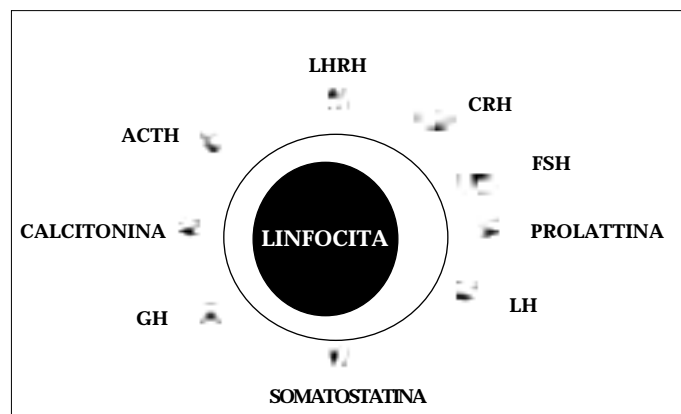 LHRH
CRH
ACTH
FSH
CALCITONINA
LINFOCITA
PROLATTINA
GH
LH
SOMATOSTATINA